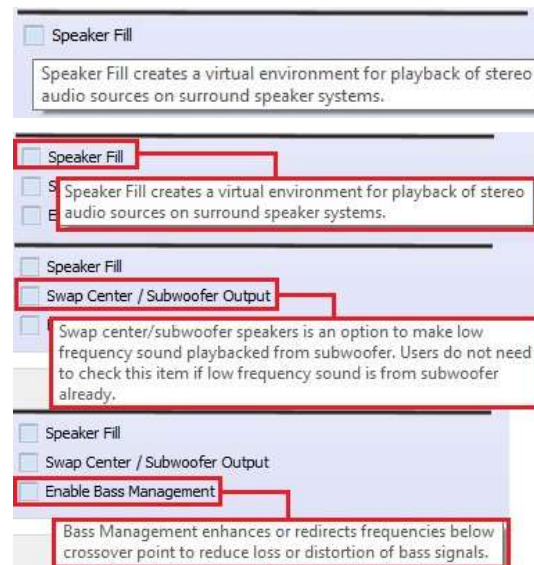 Speaker Fill
Speaker Fill creates a virtual environment for playback of stereo
audio sources on surround speaker systems.
Speaker Fill
S
Speaker Fill creates a virtual environment for playback of stereo
E
audio sources on surround speaker systems.
Speaker Fill
Swap Center / Subwoofer Output
Swap center/subwoofer speakers is an option to make low
frequency sound playbacked from subwoofer. Users do not need
to check this item if low frequency sound is from subwoofer
already.
Speaker Fill
Swap Center / Subwoofer Output
Enable Bass Management
Bass Management enhances or redirects frequencies below
crossover point to reduce loss or distortion of bass signals.